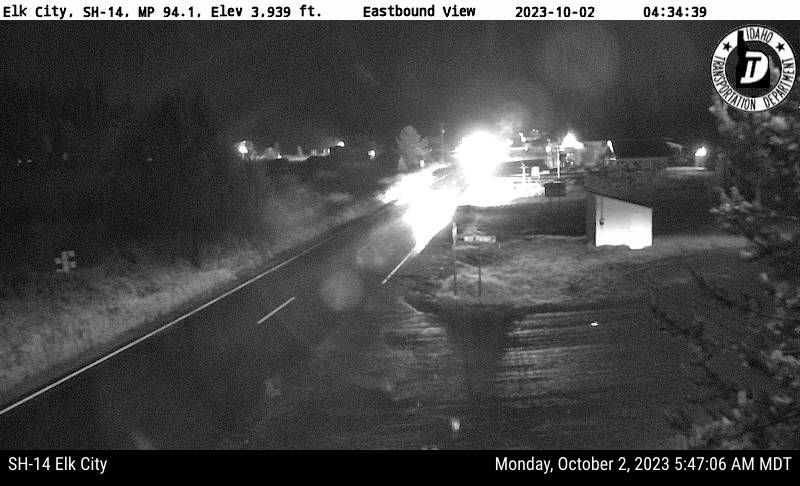 Elk City, SH-14, MP 94.1, Elev 3,939 ft. Eastbound View 2023-10-02 04:34:39
IDAHO
TRANSPORTATION DEPARTMENT
SH-14 Elk City Monday, October 2, 2023 5:47:06 AM MDT